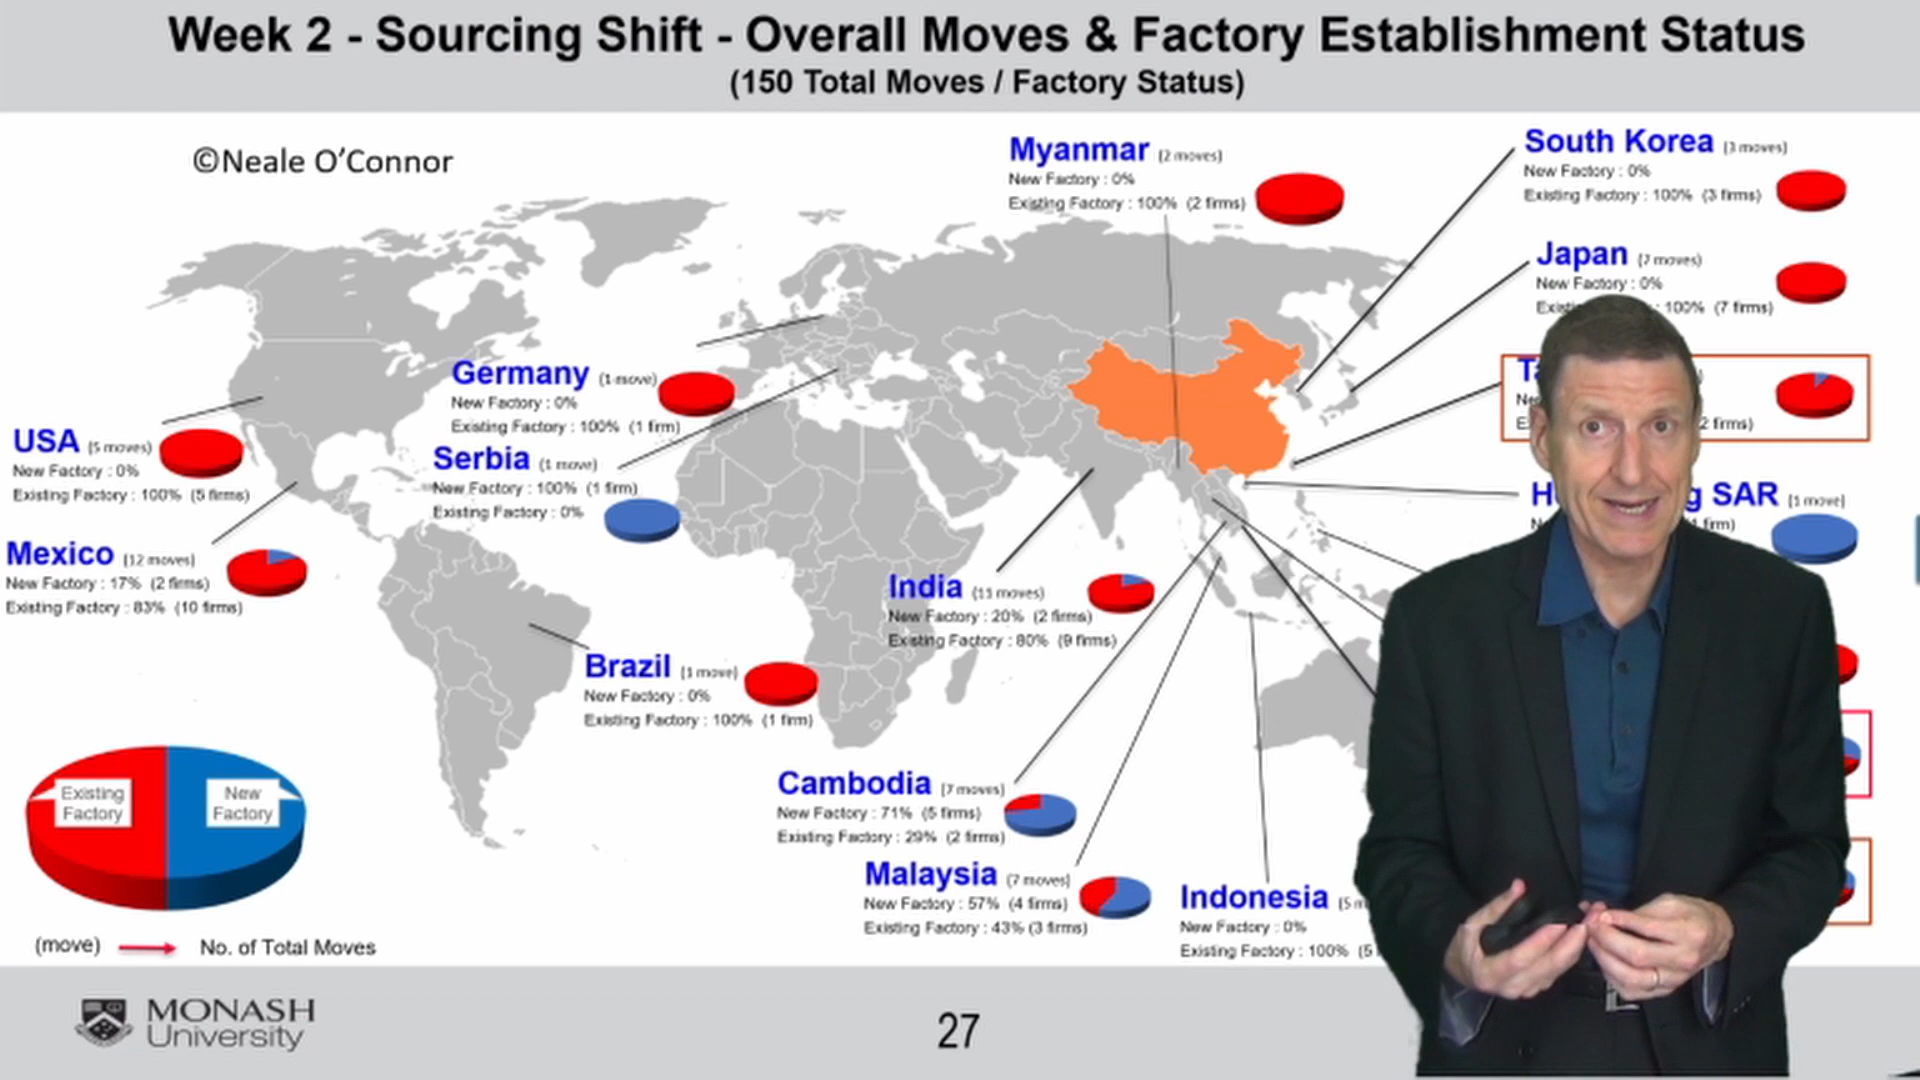 Week 2 - Sourcing Shift - Overall Moves & Factory Establishment Status
(150 Total Moves / Factory Status)
©Neale O’Connor
Myanmar (2 moves)
New Factory : 0%
Existing Factory : 100% (2 firms)
South Korea (3 moves)
New Factory : 0%
Existing Factory : 100% (3 firms)
Japan (7 moves)
New Factory : 0%
100% (7 firms)
firms)
SAR (1 move)
firm)
Germany (1 move)
New Factory : 0%
Existing Factory : 100% (1 firm)
Serbia (1 move)
New Factory : 100% (1 firm)
Existing Factory : 0%
USA (5 moves)
New Factory : 0%
Existing Factory : 100% (5 firms)
Mexico (12 moves)
New Factory : 17% (2 firms)
Existing Factory : 83% (10 firms)
India (11 moves)
New Factory : 20% (2 firms)
Existing Factory : 80% (9 firms)
Brazil (1 move)
New Factory : 0%
Existing Factory : 100% (1 firm)
Cambodia (7 moves)
New Factory : 71% (5 firms)
Existing Factory : 29% (2 firms)
Malaysia (7 moves)
New Factory : 57% (4 firms)
Existing Factory : 43% (3 firms)
Indonesia (5
New Factory : 0%
Existing Factory : 100% (5
Existing
Factory
New
Factory
(move) No. of Total Moves
MONASH
University
27